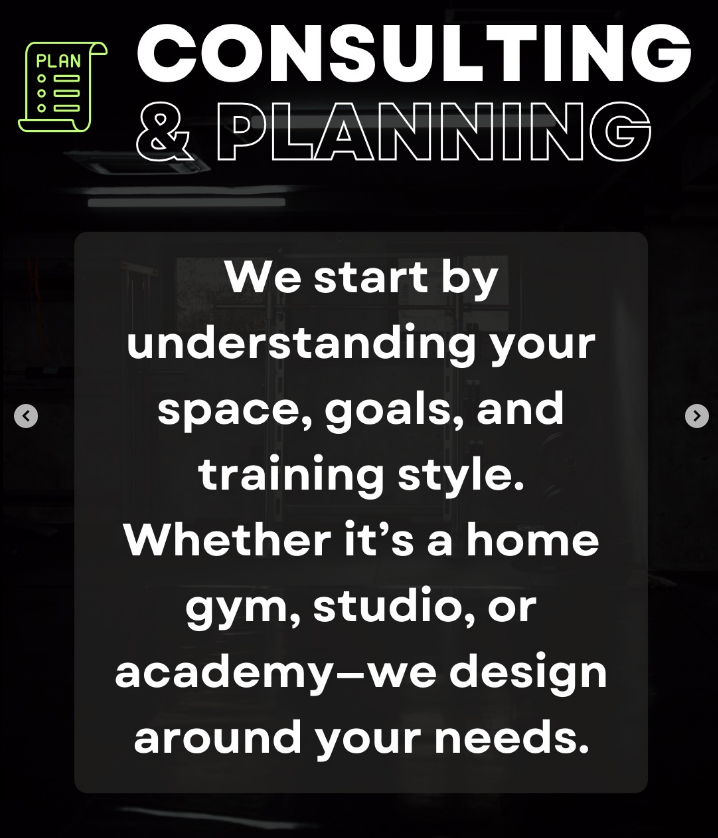 PLAN
CONSULTING
& PLANNING
We start by
understanding your
space, goals, and
training style.
Whether it’s a home
gym, studio, or
academy—we design
around your needs.